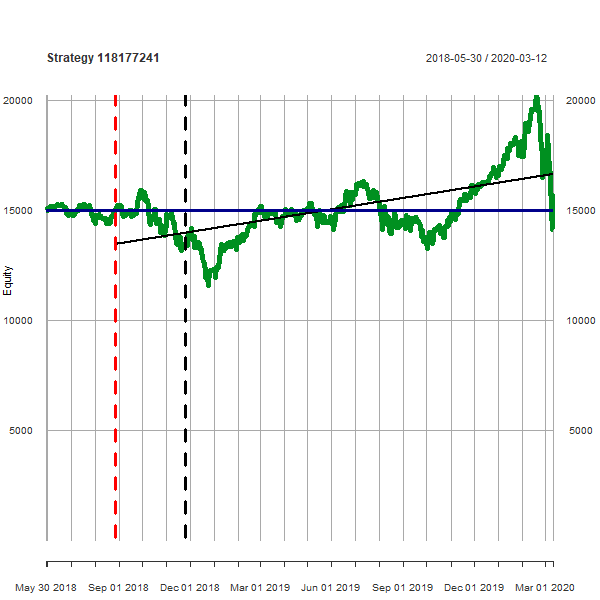 Strategy 118177241
2018-05-30 / 2020-03-12
20000 20000
15000 15000
Equity
10000 10000
5000 5000
May 30 2018 Sep 01 2018 Dec 01 2018 Mar 01 2019 Jun 01 2019 Sep 01 2019 Dec 01 2019 Mar 01 2020